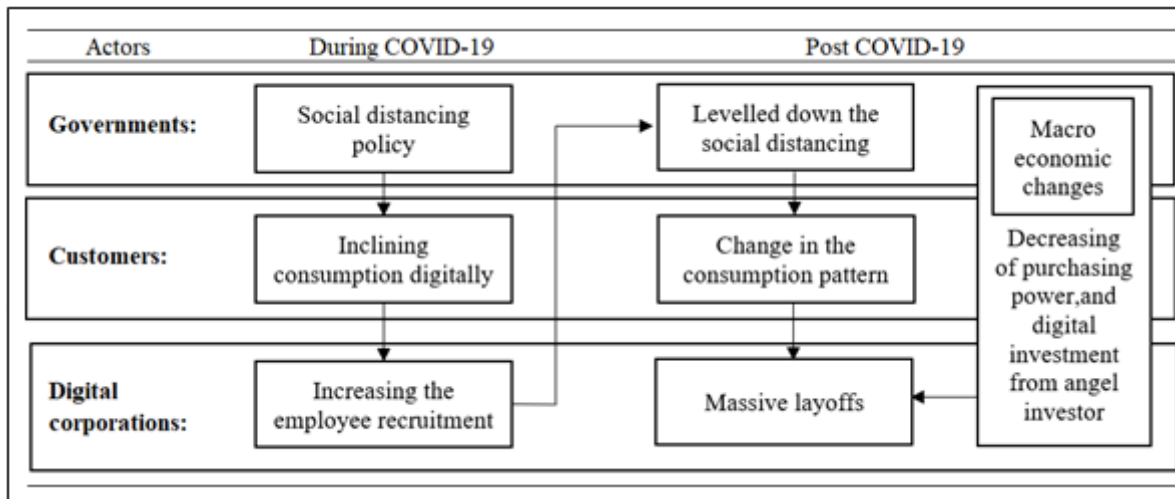 Actors During COVID-19 Post COVID-19
Governments:
Social distancing
policy
Levelled down the
social distancing
Macro
economic
changes
Customers:
Inclining
consumption digitally
Change in the
consumption pattern
Decreasing
of purchasing
power,and
digital
investment
from angel
investor
Digital
corporations:
Increasing the
employee recruitment
Massive layoffs